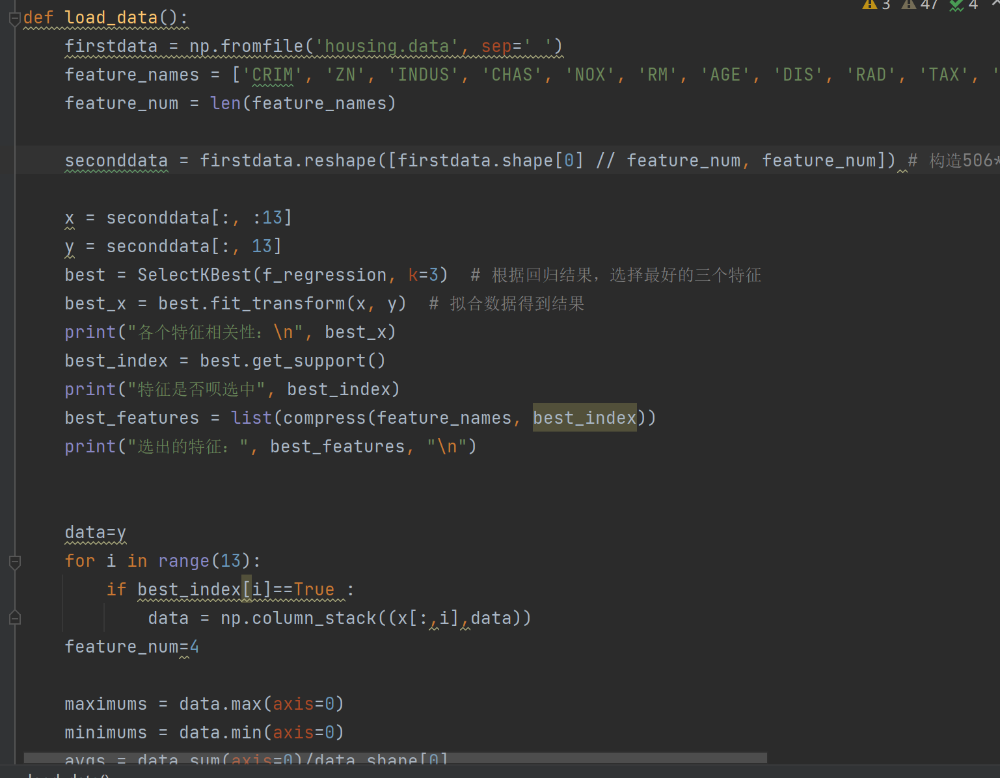 3 47 4
def load_data():
firstdata = np.fromfile('housing.data', sep=' ')
feature_names = ['CRIM', 'ZN', 'INDUS', 'CHAS', 'NOX', 'RM', 'AGE', 'DIS', 'RAD', 'TAX', '
feature_num = len(feature_names)
seconddata = firstdata.reshape([firstdata.shape[0] // feature_num, feature_num]) # 构造506*
x = seconddata[:, :13]
y = seconddata[:, 13]
best = SelectKBest(f_regression, k=3)  # 根据回归结果，选择最好的三个特征
best_x = best.fit_transform(x, y)  # 拟合数据得到结果
print("各个特征相关性：\n", best_x)
best_index = best.get_support()
print("特征是否呗选中", best_index)
best_features = list(compress(feature_names, best_index))
print("选出的特征：", best_features, "\n")
data=y
for i in range(13):
if best_index[i]==True :
data = np.column_stack((x[:,i],data))
feature_num=4
maximums = data.max(axis=0)
minimums = data.min(axis=0)
avgs = data.sum(axis=0)/data.shape[0]
load_data()